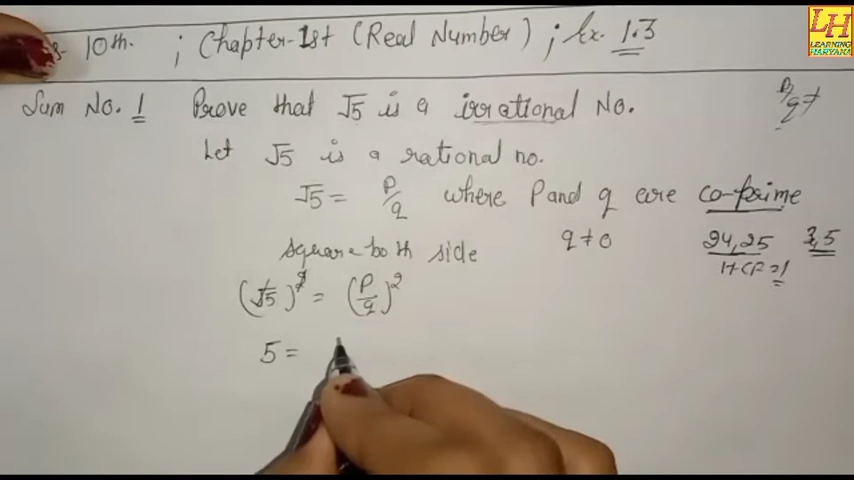 10th. ; Chapter-1st (Real Number) ; Ex. 1.3
LH
LEARNING
HARYANA
Sum No. 1 Prove that √5 is a irrational No.
P/q ≠
Let √5 is a rational no.
√5 = P/q where P and q are co-prime
square both side q ≠ 0 24,25 3,5
HCF = 1
(√5)² = (P/q)²
5 =